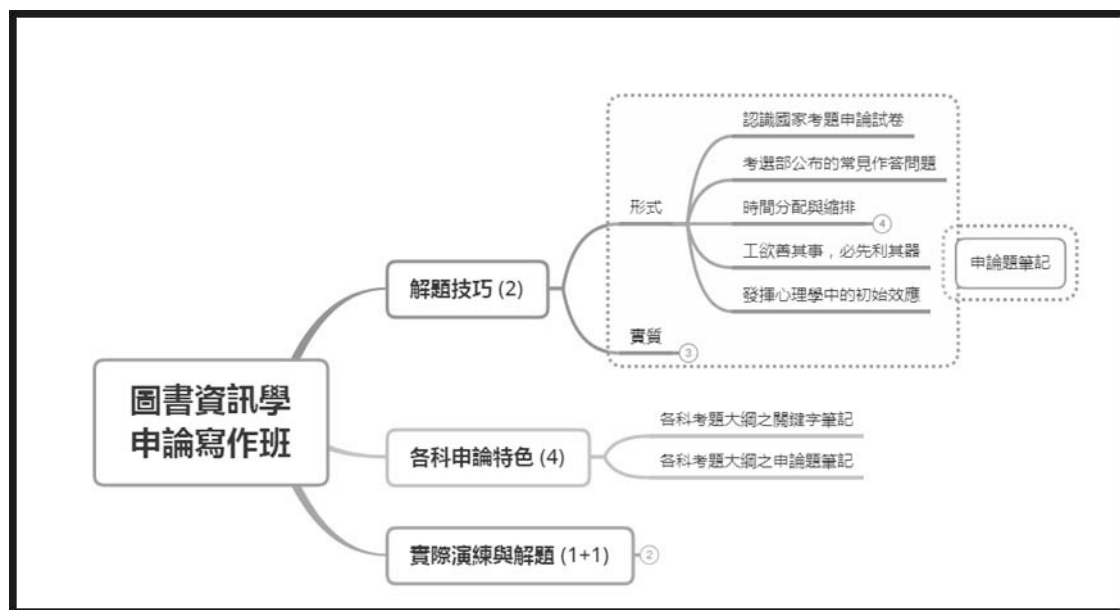 圖書資訊學
申論寫作班
解題技巧 (2)
形式
認識國家考題申論試卷
考選部公布的常見作答問題
時間分配與縮排
4
工欲善其事，必先利其器
發揮心理學中的初始效應
實質
3
申論題筆記
各科申論特色 (4)
各科考題大綱之關鍵字筆記
各科考題大綱之申論題筆記
實際演練與解題 (1+1)
2